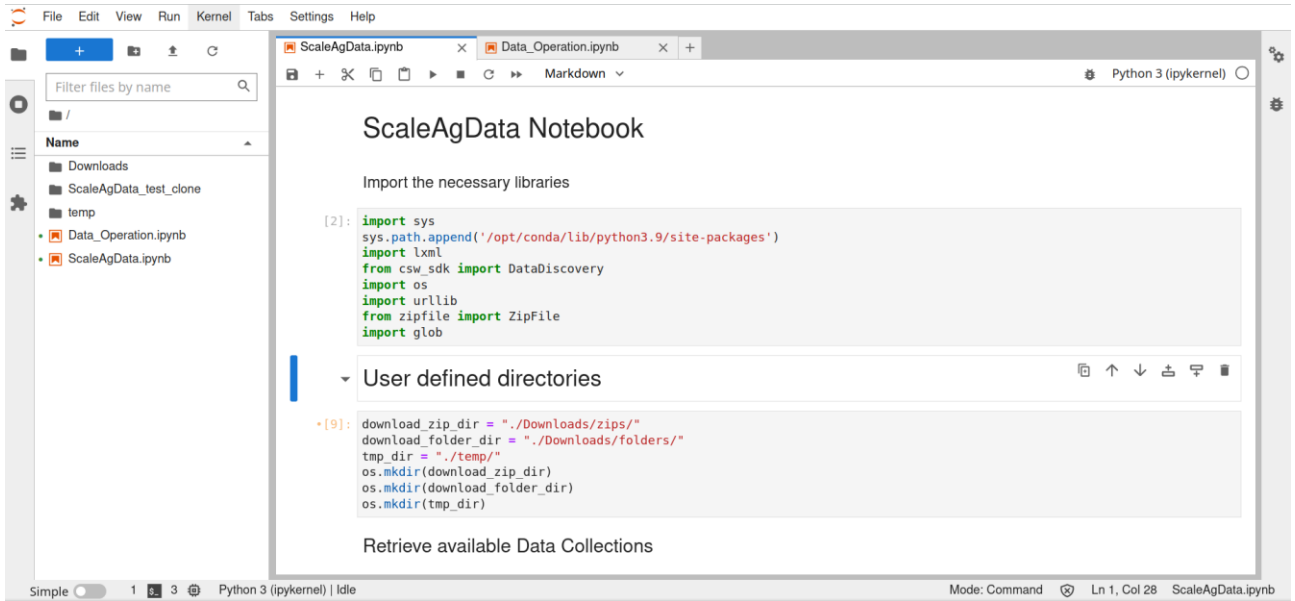 File Edit View Run Kernel Tabs Settings Help
ScaleAgData.ipynb
Data_Operation.ipynb
Markdown
Python 3 (ipykernel)
Filter files by name
/
Name
Downloads
ScaleAgData_test_clone
temp
Data_Operation.ipynb
ScaleAgData.ipynb
ScaleAgData Notebook
Import the necessary libraries
[2]: import sys
sys.path.append('/opt/conda/lib/python3.9/site-packages')
import lxml
from csw_sdk import DataDiscovery
import os
import urllib
from zipfile import ZipFile
import glob
User defined directories
[9]: download_zip_dir = "./Downloads/zips/"
download_folder_dir = "./Downloads/folders/"
tmp_dir = "./temp/"
os.mkdir(download_zip_dir)
os.mkdir(download_folder_dir)
os.mkdir(tmp_dir)
Retrieve available Data Collections
Simple 1 3 Python 3 (ipykernel) | Idle Mode: Command Ln 1, Col 28 ScaleAgData.ipynb